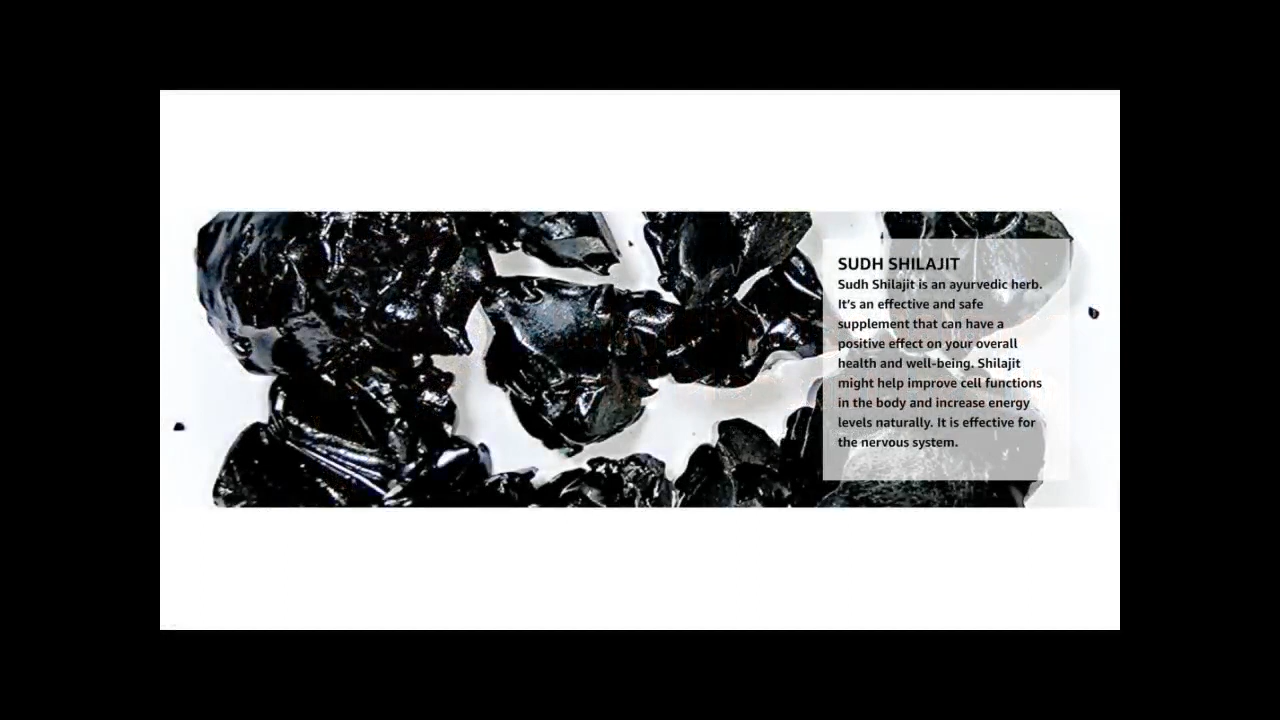 SUDH SHILAJIT
Sudh Shilajit is an ayurvedic herb.
It's an effective and safe
supplement that can have a
positive effect on your overall
health and well-being. Shilajit
might help improve cell functions
in the body and increase energy
levels naturally. It is effective for
the nervous system.